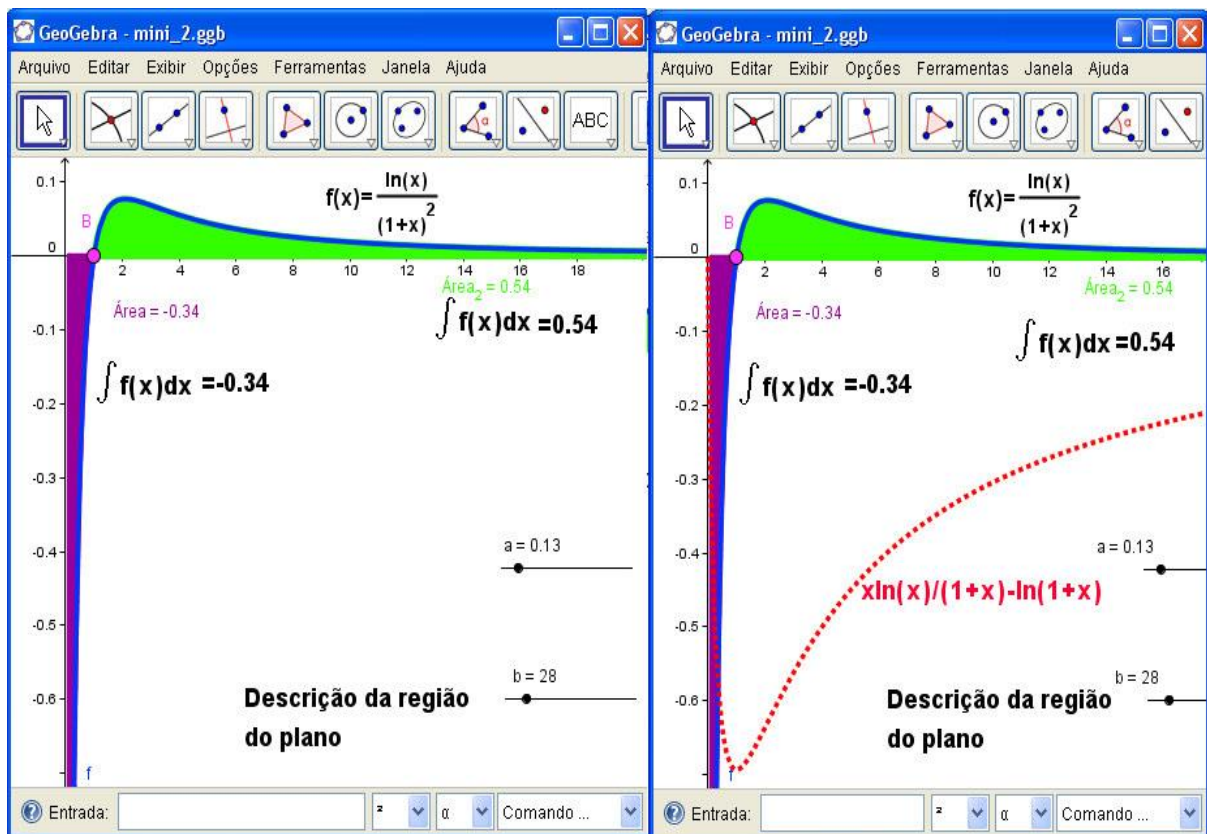 GeoGebra - mini_2.ggb
Arquivo Editar Exibir Opções Ferramentas Janela Ajuda
ABC
0.1
f(x)= ln(x) / (1+x)²
B
0
2 4 6 8 10 12 14 16 18
Área₂ = 0.54
Área = -0.34
∫ f(x)dx =0.54
-0.1
∫ f(x)dx =-0.34
-0.2
-0.3
-0.4
a = 0.13
-0.5
b = 28
-0.6
Descrição da região
do plano
f
Entrada: ² α Comando ...
GeoGebra - mini_2.ggb
Arquivo Editar Exibir Opções Ferramentas Janela Ajuda
0.1
f(x)= ln(x) / (1+x)²
B
0
2 4 6 8 10 12 14 16
Área₂ = 0.54
Área = -0.34
-0.1
∫ f(x)dx =0.54
∫ f(x)dx =-0.34
-0.2
-0.3
-0.4
a = 0.13
xln(x)/(1+x)-ln(1+x)
-0.5
b = 28
-0.6
Descrição da região
do plano
f
Entrada: ² α Comando ...